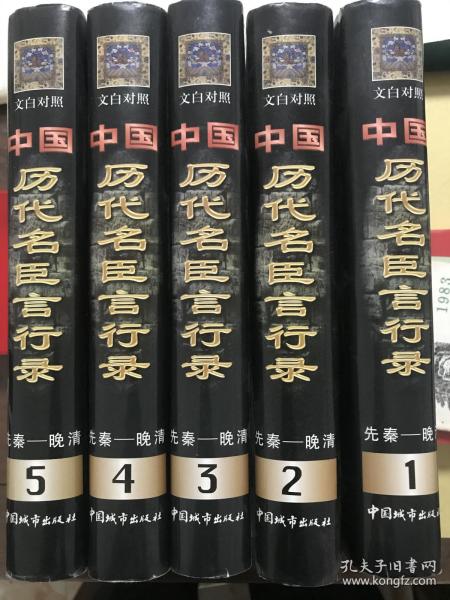 文白对照
中国
历代名臣言行录
先秦—晚清
5
中国城市出版社
文白对照
中国
历代名臣言行录
先秦—晚清
4
中国城市出版社
文白对照
中国
历代名臣言行录
先秦—晚清
3
中国城市出版社
文白对照
中国
历代名臣言行录
先秦—晚清
2
中国城市出版社
文白对照
中国
历代名臣言行录
先秦—晚
1
中国城市出版社
1983
孔夫子旧书网
www.kongfz.com